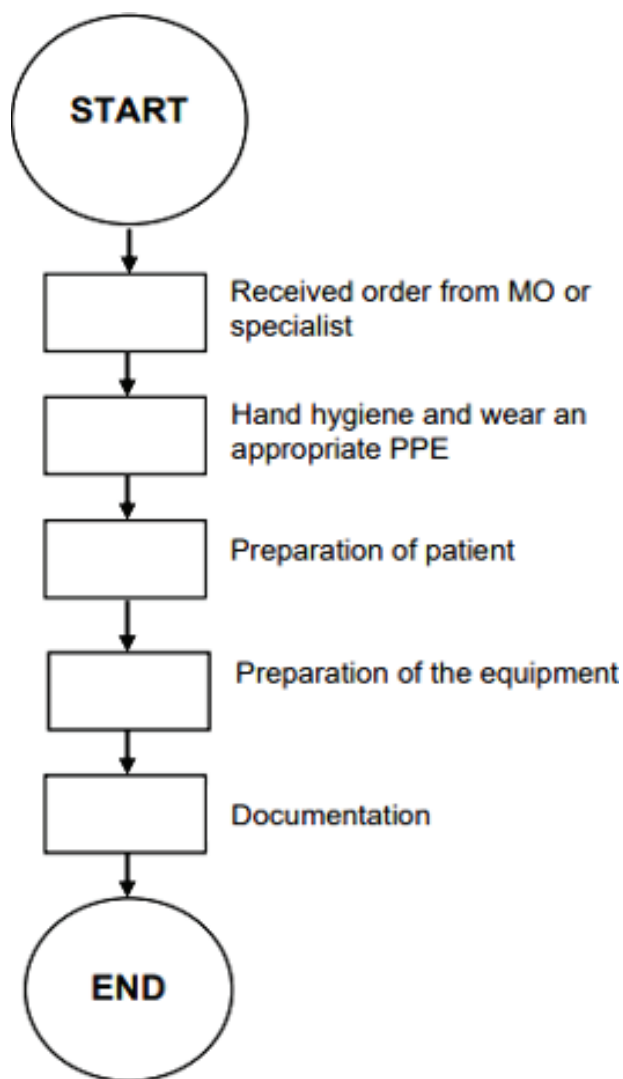 START
Received order from MO or
specialist
Hand hygiene and wear an
appropriate PPE
Preparation of patient
Preparation of the equipment
Documentation
END